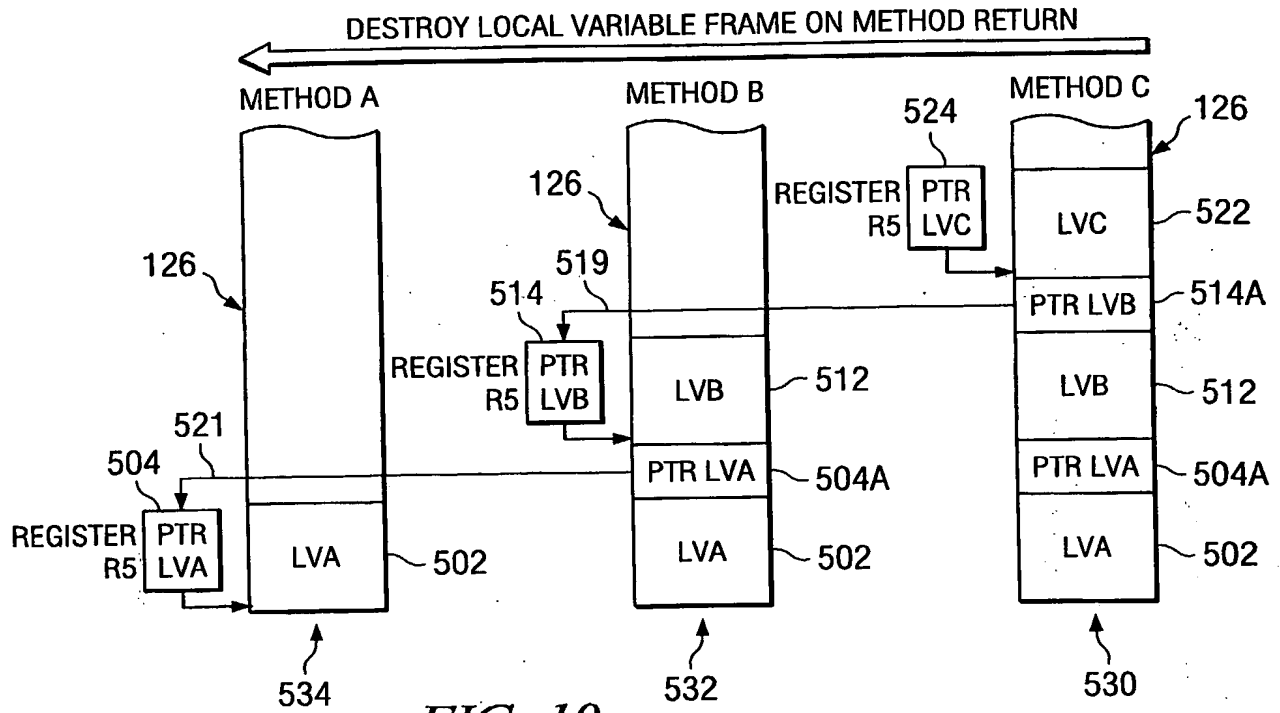 DESTROY LOCAL VARIABLE FRAME ON METHOD RETURN
METHOD A
METHOD B
METHOD C
524
126
126
REGISTER
R5
PTR
LVC
LVC
522
519
126
514
PTR LVB
514A
REGISTER
R5
PTR
LVB
LVB
512
LVB
512
521
504
PTR LVA
504A
PTR LVA
504A
REGISTER
R5
PTR
LVA
LVA
502
LVA
502
LVA
502
534
532
530